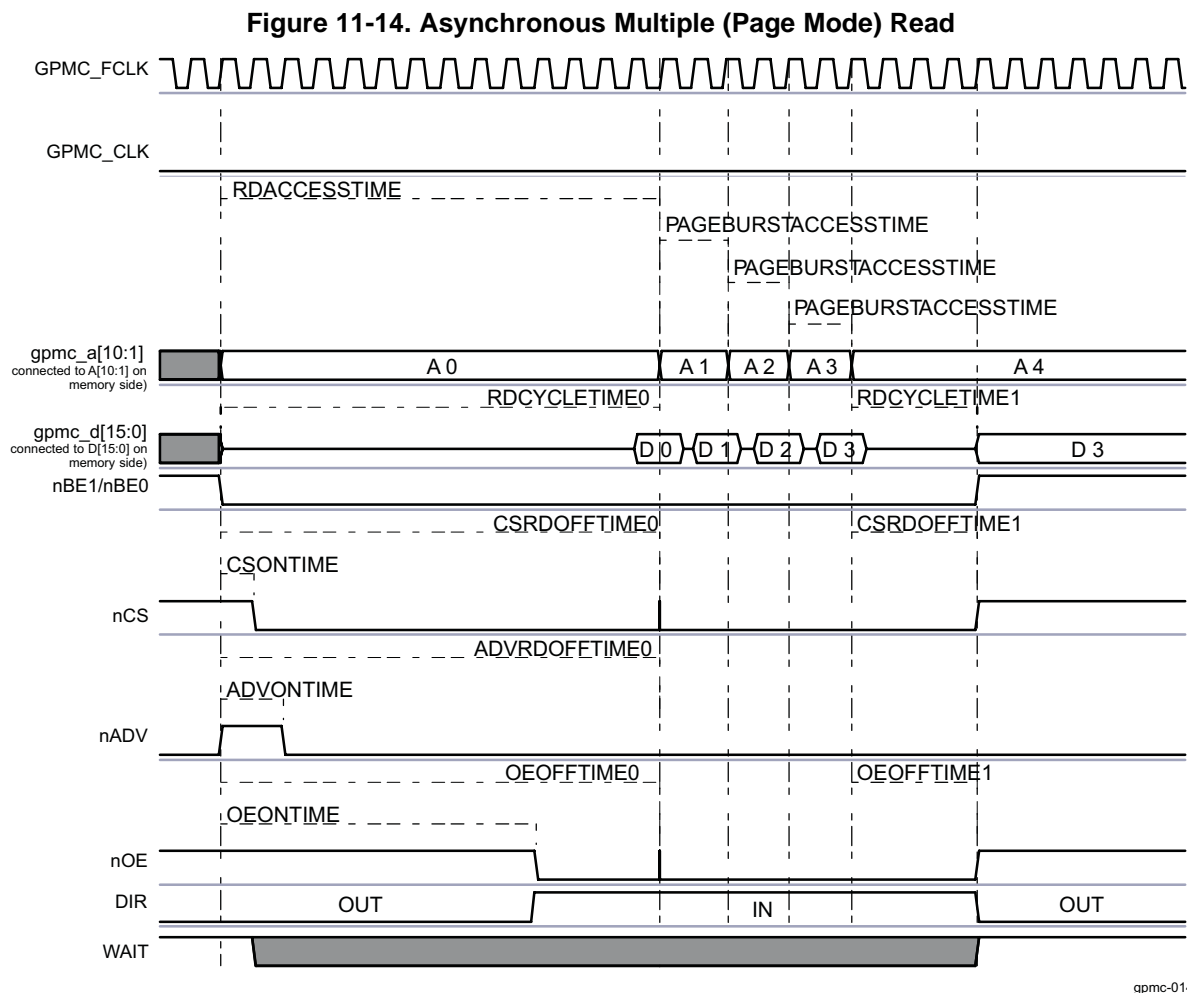 Figure 11-14. Asynchronous Multiple (Page Mode) Read
GPMC_FCLK
GPMC_CLK
RDACCESSTIME
PAGEBURSTACCESSTIME
PAGEBURSTACCESSTIME
PAGEBURSTACCESSTIME
gpmc_a[10:1]
connected to A[10:1] on
memory side)
A 0 A 1 A 2 A 3 A 4
RDCYCLETIME0 RDCYCLETIME1
gpmc_d[15:0]
connected to D[15:0] on
memory side)
D 0 D 1 D 2 D 3 D 3
nBE1/nBE0
CSRDOFFTIME0 CSRDOFFTIME1
CSONTIME
nCS
ADVRDOFFTIME0
ADVONTIME
nADV
OEOFFTIME0 OEOFFTIME1
OEONTIME
nOE
DIR OUT IN OUT
WAIT
gpmc-01